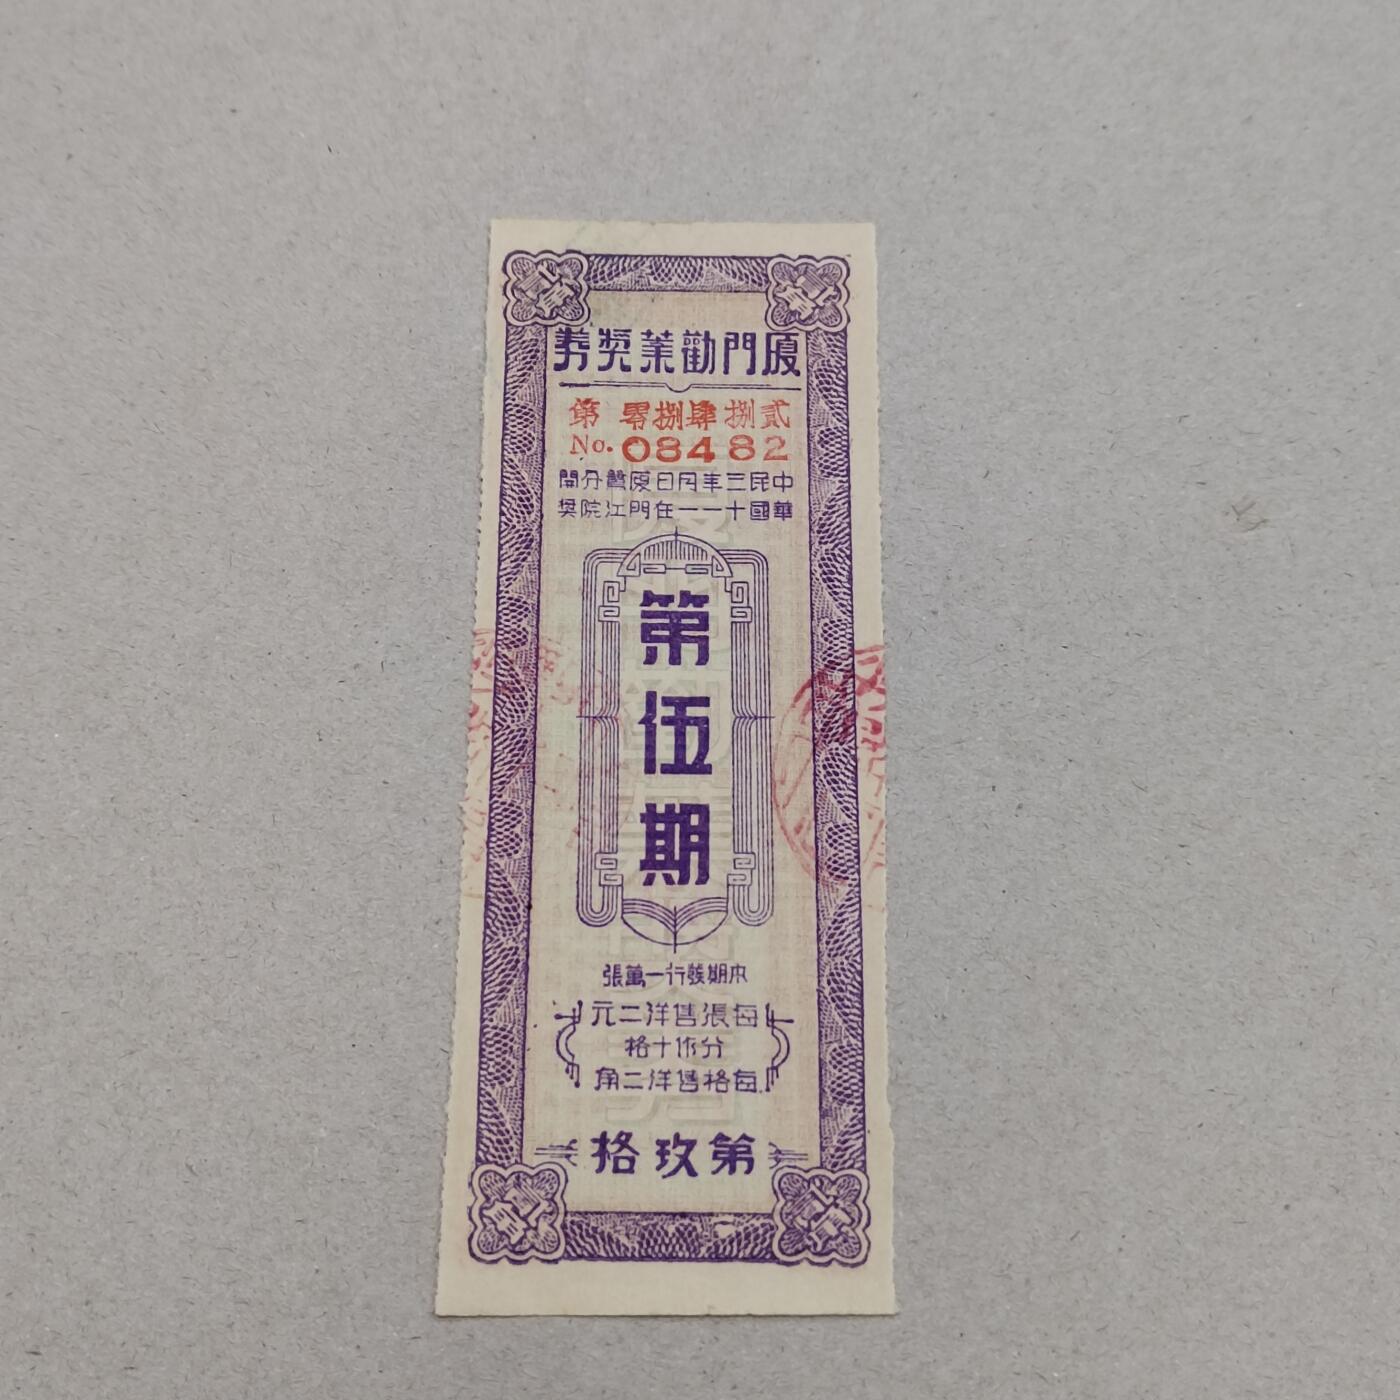 廈門勸業獎券
第 零捌肆捌貳
No. 08482
中華民國三十年一月一日在廈門鷺江分院開獎
第伍期
本期發行一萬張
每張售洋二元
分作十格
每格售洋二角
第玖格